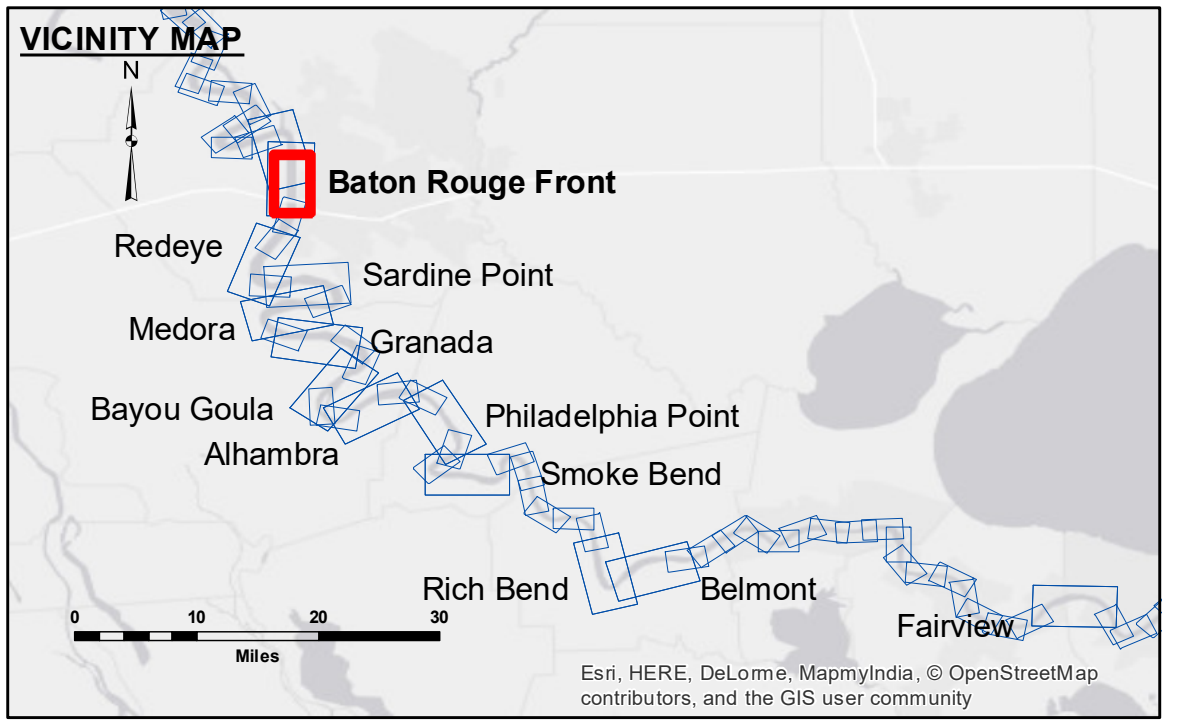 VICINITY MAP
N
Baton Rouge Front
Redeye
Sardine Point
Medora
Granada
Bayou Goula
Philadelphia Point
Alhambra
Smoke Bend
Rich Bend
Belmont
Fairview
0 10 20 30
Miles
Esri, HERE, DeLorme, MapmyIndia, © OpenStreetMap
contributors, and the GIS user community